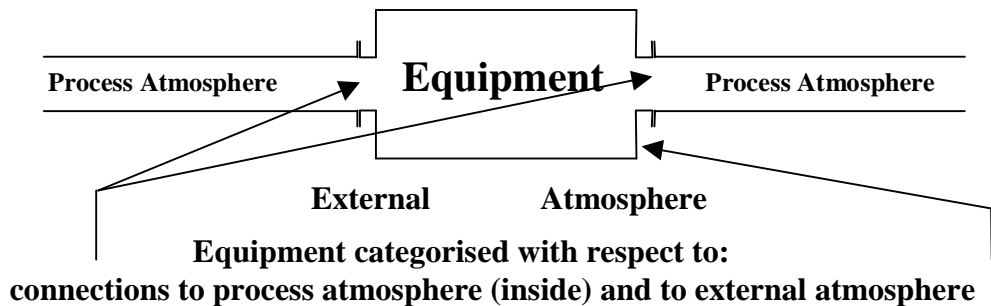 Process Atmosphere Equipment Process Atmosphere
External Atmosphere
Equipment categorised with respect to:
connections to process atmosphere (inside) and to external atmosphere